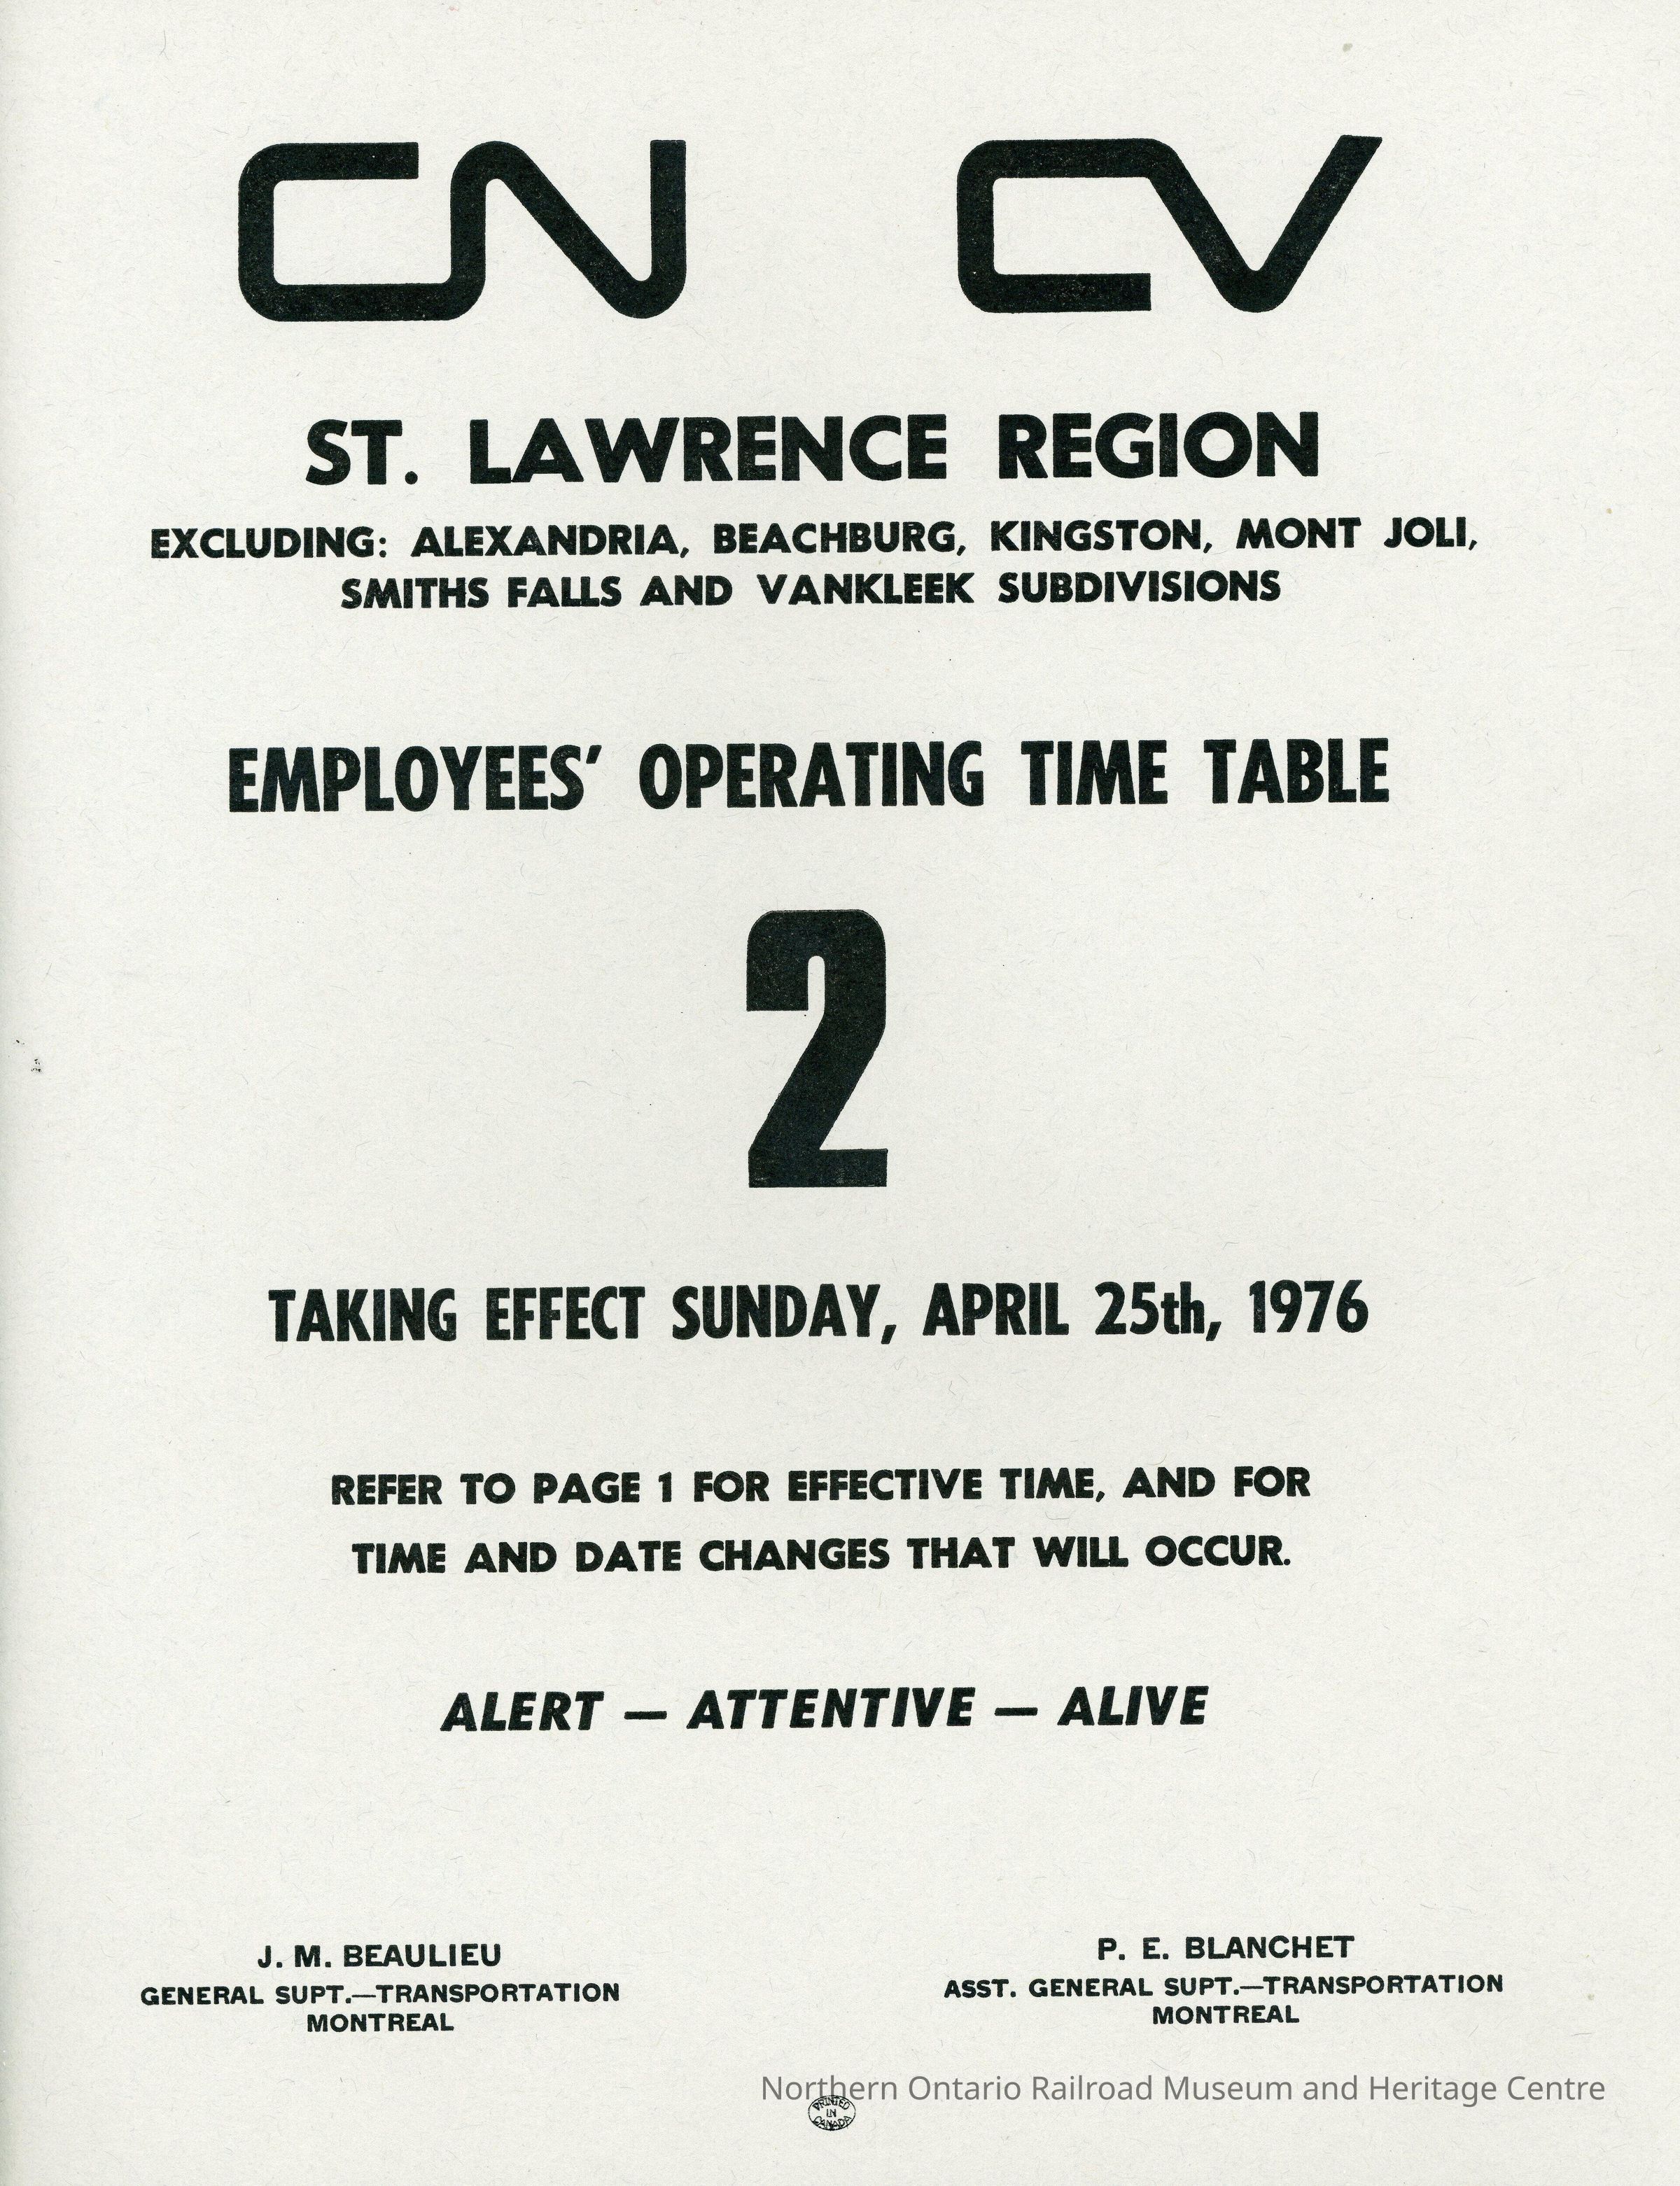 CN CV
ST. LAWRENCE REGION
EXCLUDING: ALEXANDRIA, BEACHBURG, KINGSTON, MONT JOLI,
SMITHS FALLS AND VANKLEEK SUBDIVISIONS
EMPLOYEES' OPERATING TIME TABLE
2
TAKING EFFECT SUNDAY, APRIL 25th, 1976
REFER TO PAGE 1 FOR EFFECTIVE TIME, AND FOR
TIME AND DATE CHANGES THAT WILL OCCUR.
ALERT — ATTENTIVE — ALIVE
J. M. BEAULIEU
GENERAL SUPT.—TRANSPORTATION
MONTREAL
P. E. BLANCHET
ASST. GENERAL SUPT.—TRANSPORTATION
MONTREAL
Northern Ontario Railroad Museum and Heritage Centre
PRINTED
IN
CANADA